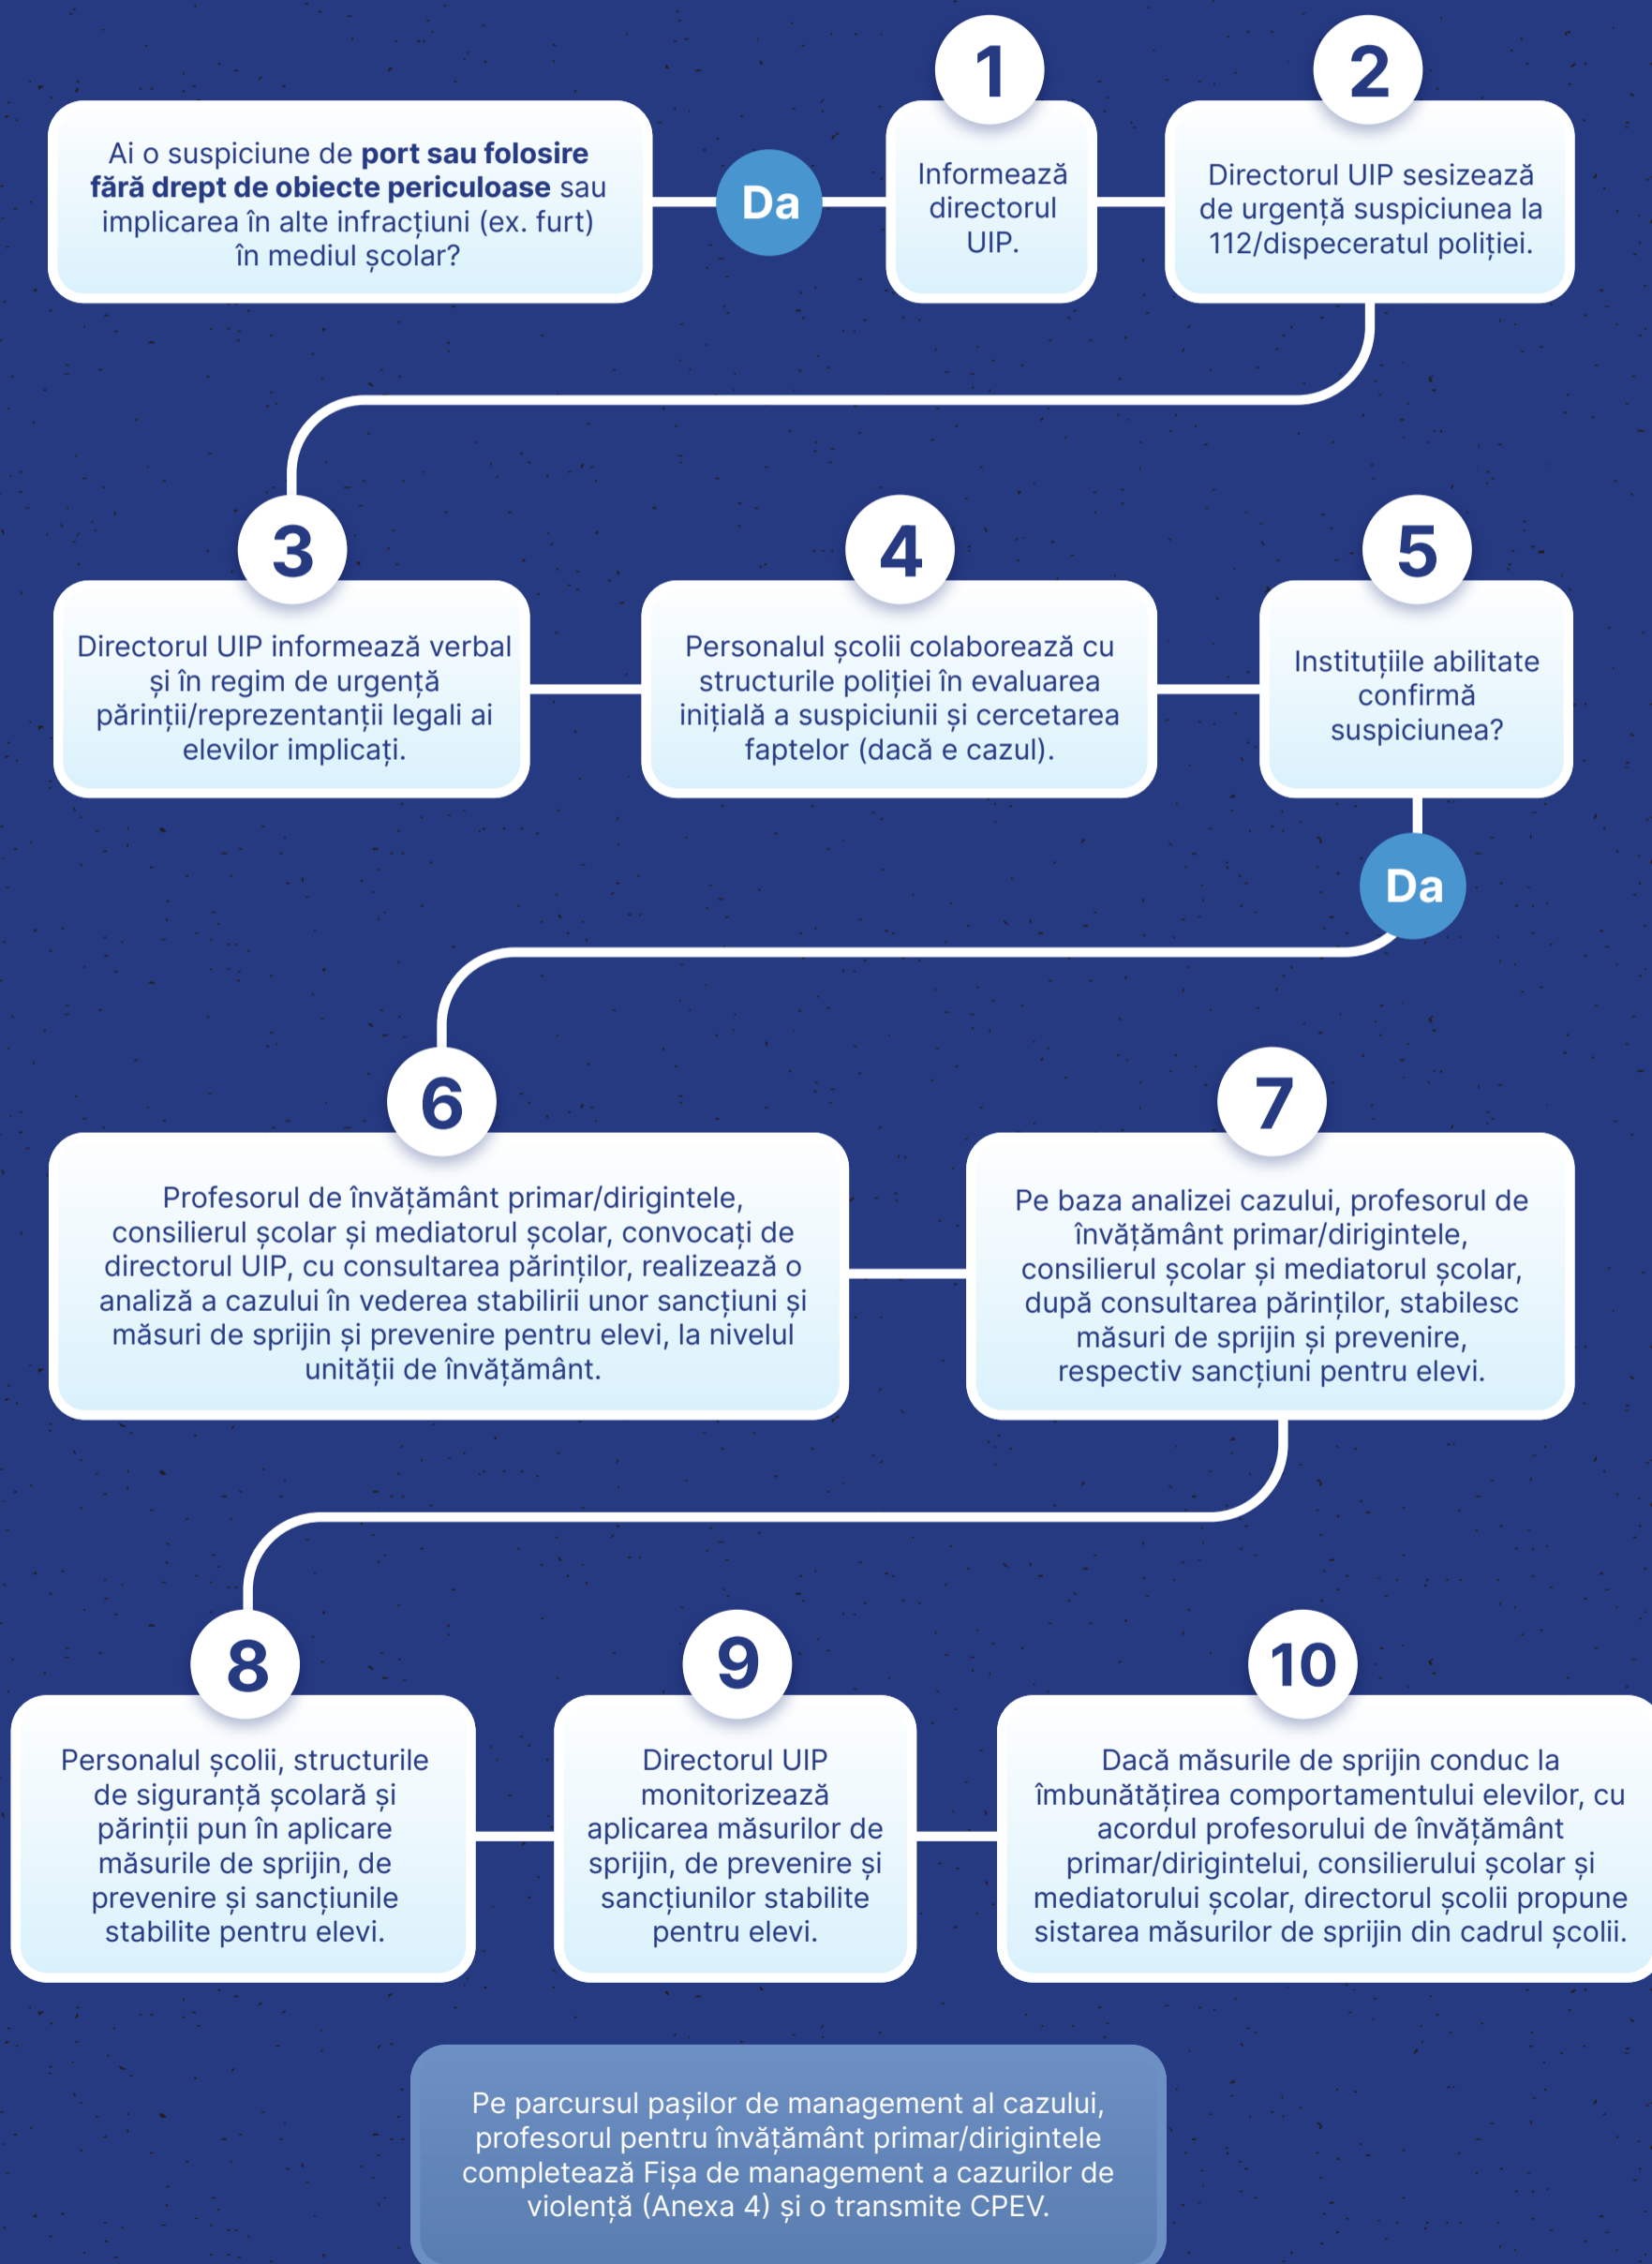 Ai o suspiciune de port sau folosire
fără drept de obiecte periculoase sau
implicarea în alte infracțiuni (ex. furt)
în mediul școlar?
Da
1
Informează
directorul
UIP.
2
Directorul UIP sesizează
de urgență suspiciunea la
112/dispeceratul poliției.
3
Directorul UIP informează verbal
și în regim de urgență
părinții/reprezentanții legali ai
elevilor implicați.
4
Personalul școlii colaborează cu
structurile poliției în evaluarea
inițială a suspiciunii și cercetarea
faptelor (dacă e cazul).
5
Instituțiile abilitate
confirmă
suspiciunea?
Da
6
Profesorul de învățământ primar/dirigintele,
consilierul școlar și mediatorul școlar, convocați de
directorul UIP, cu consultarea părinților, realizează o
analiză a cazului în vederea stabilirii unor sancțiuni și
măsuri de sprijin și prevenire pentru elevi, la nivelul
unității de învățământ.
7
Pe baza analizei cazului, profesorul de
învățământ primar/dirigintele,
consilierul școlar și mediatorul școlar,
după consultarea părinților, stabilesc
măsuri de sprijin și prevenire,
respectiv sancțiuni pentru elevi.
8
Personalul școlii, structurile
de siguranță școlară și
părinții pun în aplicare
măsurile de sprijin, de
prevenire și sancțiunile
stabilite pentru elevi.
9
Directorul UIP
monitorizează
aplicarea măsurilor de
sprijin, de prevenire și
sancțiunilor stabilite
pentru elevi.
10
Dacă măsurile de sprijin conduc la
îmbunătățirea comportamentului elevilor, cu
acordul profesorului de învățământ
primar/dirigintelui, consilierului școlar și
mediatorului școlar, directorul școlii propune
sistarea măsurilor de sprijin din cadrul școlii.
Pe parcursul pașilor de management al cazului,
profesorul pentru învățământ primar/dirigintele
completează Fișa de management a cazurilor de
violență (Anexa 4) și o transmite CPEV.